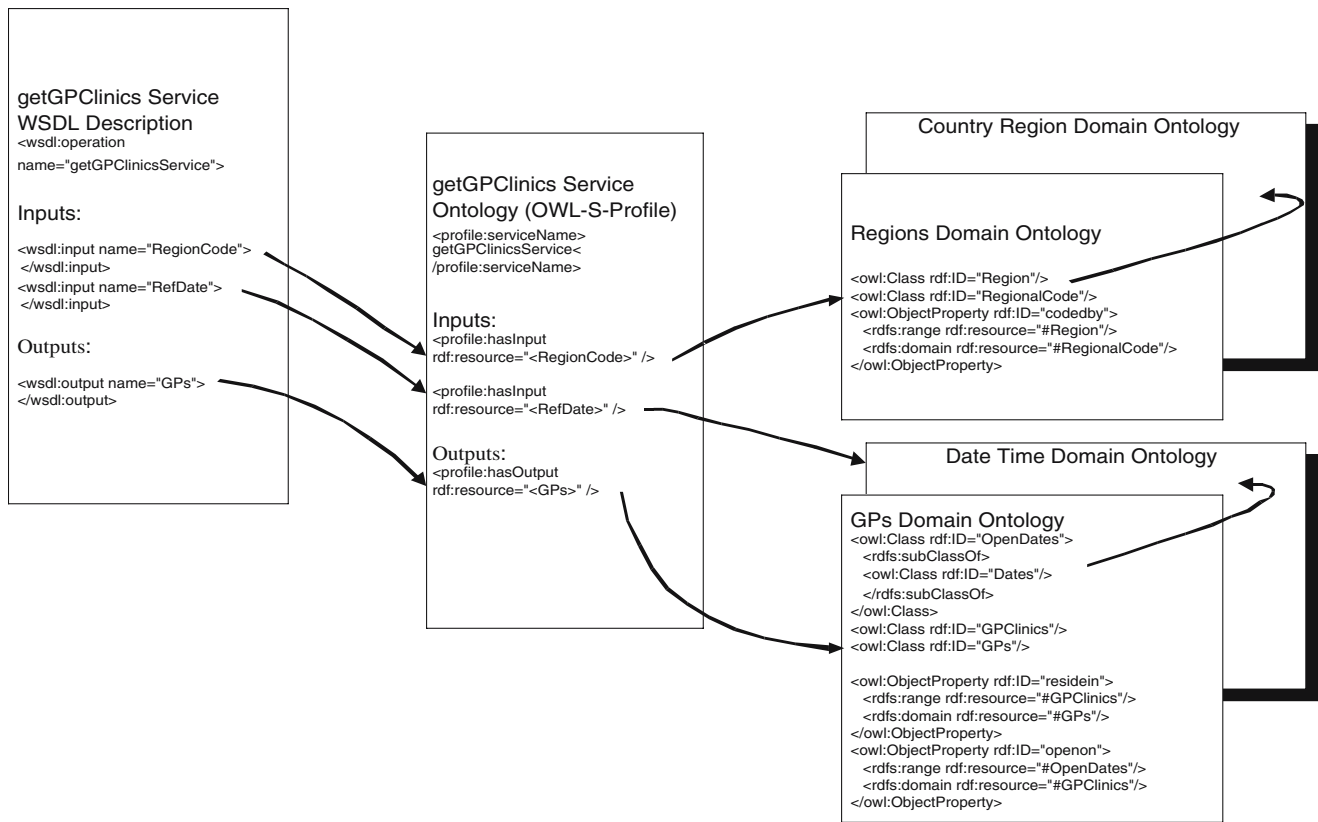 getGPClinics Service
WSDL Description
<wsdl:operation
name="getGPClinicsService">
Inputs:
<wsdl:input name="RegionCode">
</wsdl:input>
<wsdl:input name="RefDate">
</wsdl:input>
Outputs:
<wsdl:output name="GPs">
</wsdl:output>
getGPClinics Service
Ontology (OWL-S-Profile)
<profile:serviceName>
getGPClinicsService<
/profile:serviceName>
Inputs:
<profile:hasInput
rdf:resource="<RegionCode>" />
<profile:hasInput
rdf:resource="<RefDate>" />
Outputs:
<profile:hasOutput
rdf:resource="<GPs>" />
Country Region Domain Ontology
Regions Domain Ontology
<owl:Class rdf:ID="Region"/>
<owl:Class rdf:ID="RegionalCode"/>
<owl:ObjectProperty rdf:ID="codedby">
<rdfs:range rdf:resource="#Region"/>
<rdfs:domain rdf:resource="#RegionalCode"/>
</owl:ObjectProperty>
Date Time Domain Ontology
GPs Domain Ontology
<owl:Class rdf:ID="OpenDates">
<rdfs:subClassOf>
<owl:Class rdf:ID="Dates"/>
</rdfs:subClassOf>
</owl:Class>
<owl:Class rdf:ID="GPClinics"/>
<owl:Class rdf:ID="GPs"/>
<owl:ObjectProperty rdf:ID="residein">
<rdfs:range rdf:resource="#GPClinics"/>
<rdfs:domain rdf:resource="#GPs"/>
</owl:ObjectProperty>
<owl:ObjectProperty rdf:ID="openon">
<rdfs:range rdf:resource="#OpenDates"/>
<rdfs:domain rdf:resource="#GPClinics"/>
</owl:ObjectProperty>